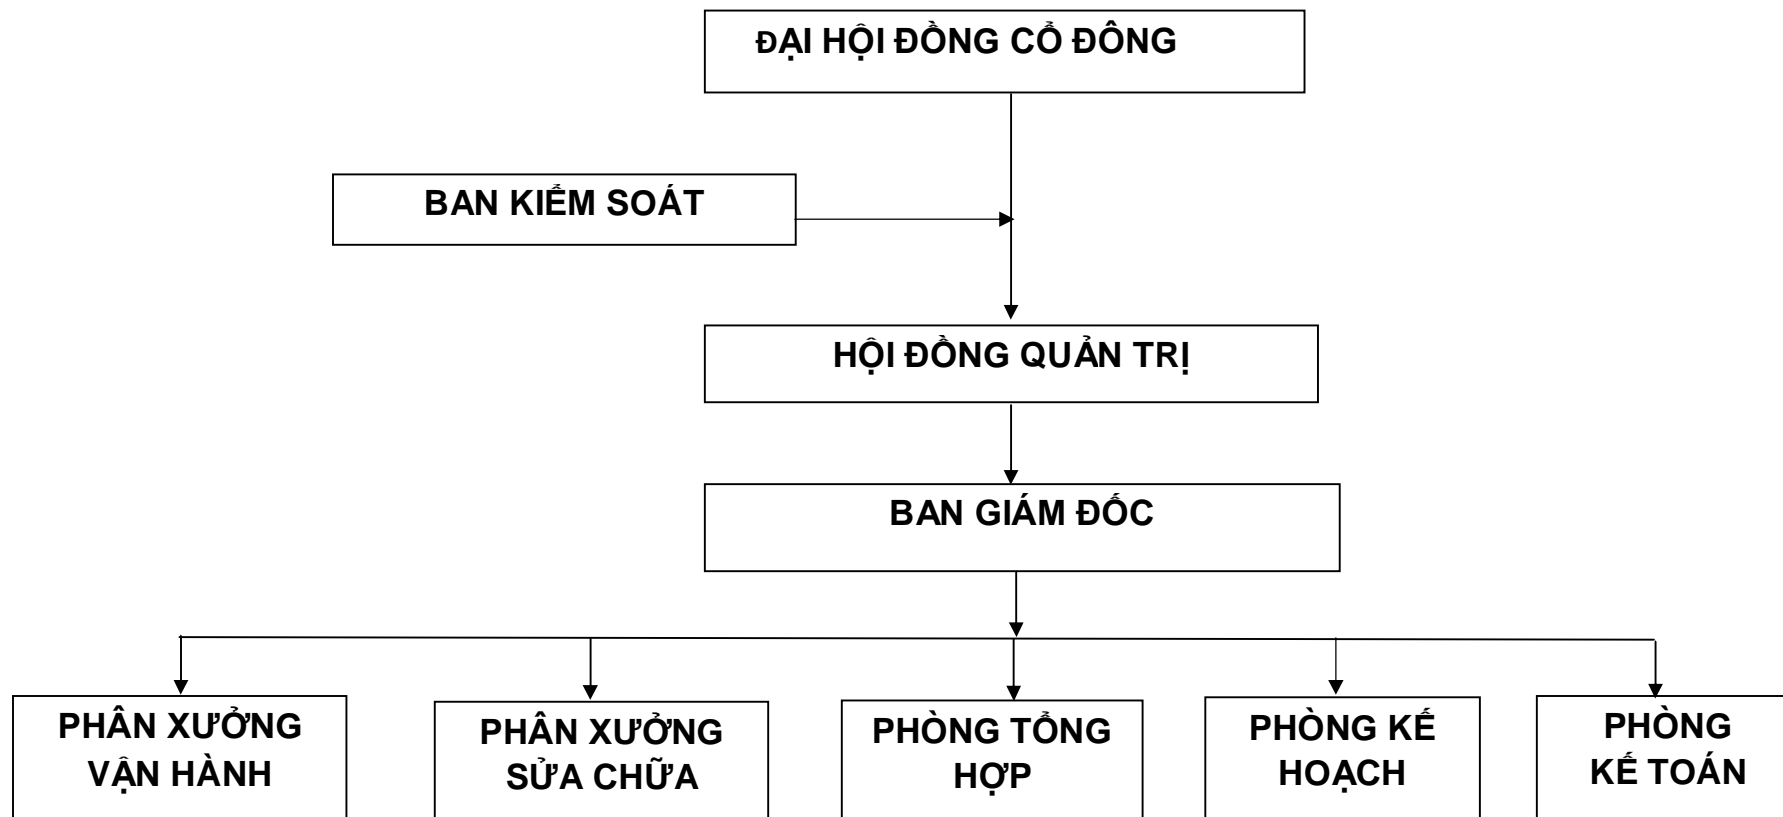 ĐẠI HỘI ĐỒNG CỔ ĐÔNG
BAN KIỂM SOÁT
HỘI ĐỒNG QUẢN TRỊ
BAN GIÁM ĐỐC
PHÂN XƯỞNG
VẬN HÀNH
PHÂN XƯỞNG
SỬA CHỮA
PHÒNG TỔNG
HỢP
PHÒNG KẾ
HOẠCH
PHÒNG
KẾ TOÁN